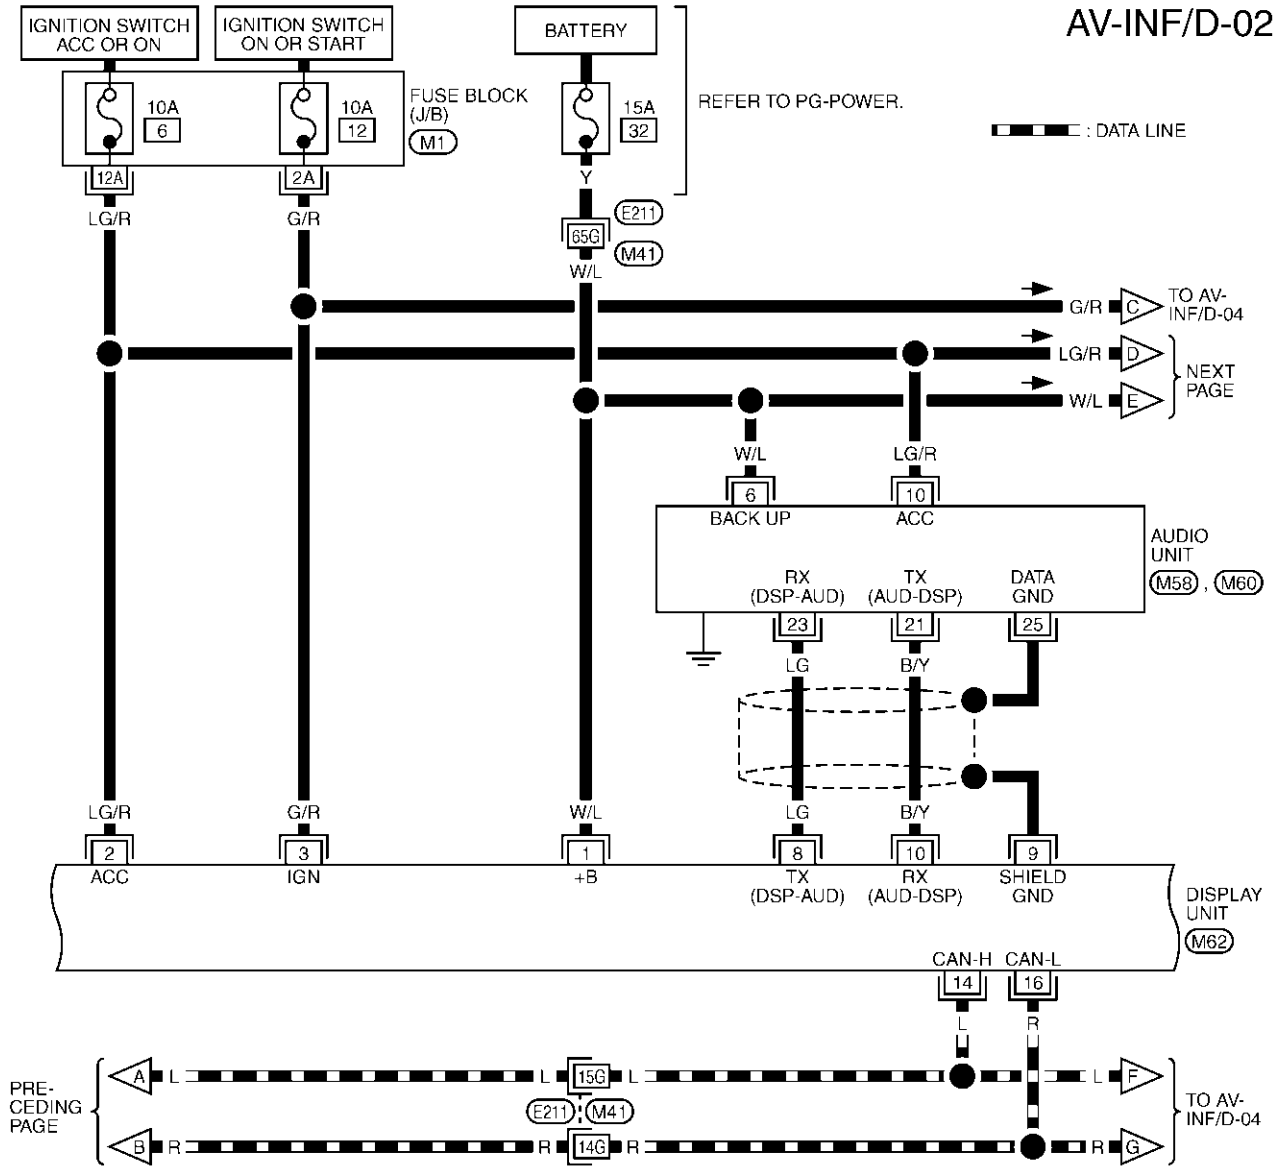 AV-INF/D-02
IGNITION SWITCH
ACC OR ON
IGNITION SWITCH
ON OR START
BATTERY
10A
6
10A
12
FUSE BLOCK
(J/B)
M1
15A
32
REFER TO PG-POWER.
: DATA LINE
12A
2A
Y
LG/R
G/R
E211
65G
M41
W/L
G/R
C
TO AV-
INF/D-04
LG/R
D
NEXT
PAGE
W/L
E
W/L
LG/R
6
10
BACK UP
ACC
AUDIO
UNIT
M58 , M60
RX
(DSP-AUD)
TX
(AUD-DSP)
DATA
GND
23
21
25
LG
B/Y
LG/R
G/R
W/L
LG
B/Y
2
3
1
8
10
9
ACC
IGN
+B
TX
(DSP-AUD)
RX
(AUD-DSP)
SHIELD
GND
DISPLAY
UNIT
M62
CAN-H
CAN-L
14
16
L
R
PRE-
CEDING
PAGE
A
L
L
15G
L
L
F
E211
M41
B
R
R
14G
R
R
G
TO AV-
INF/D-04